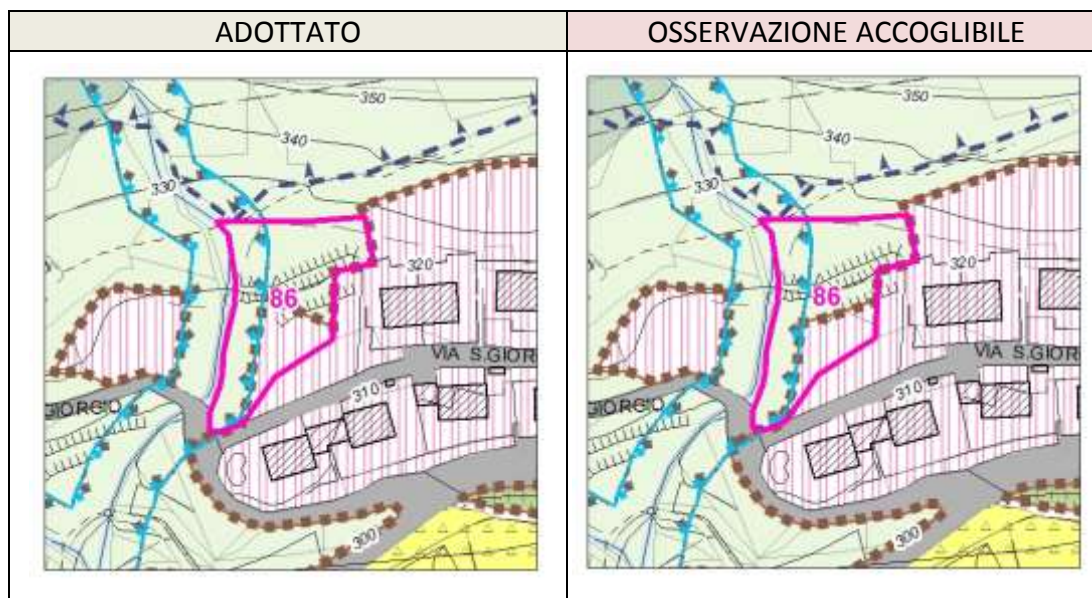 ADOTTATO
OSSERVAZIONE ACCOGLIBILE
350
340
330
320
86
VIA S.GIOR
310
GIORGIO
300
350
340
330
320
86
VIA S.GIOR
310
GIORGIO
300